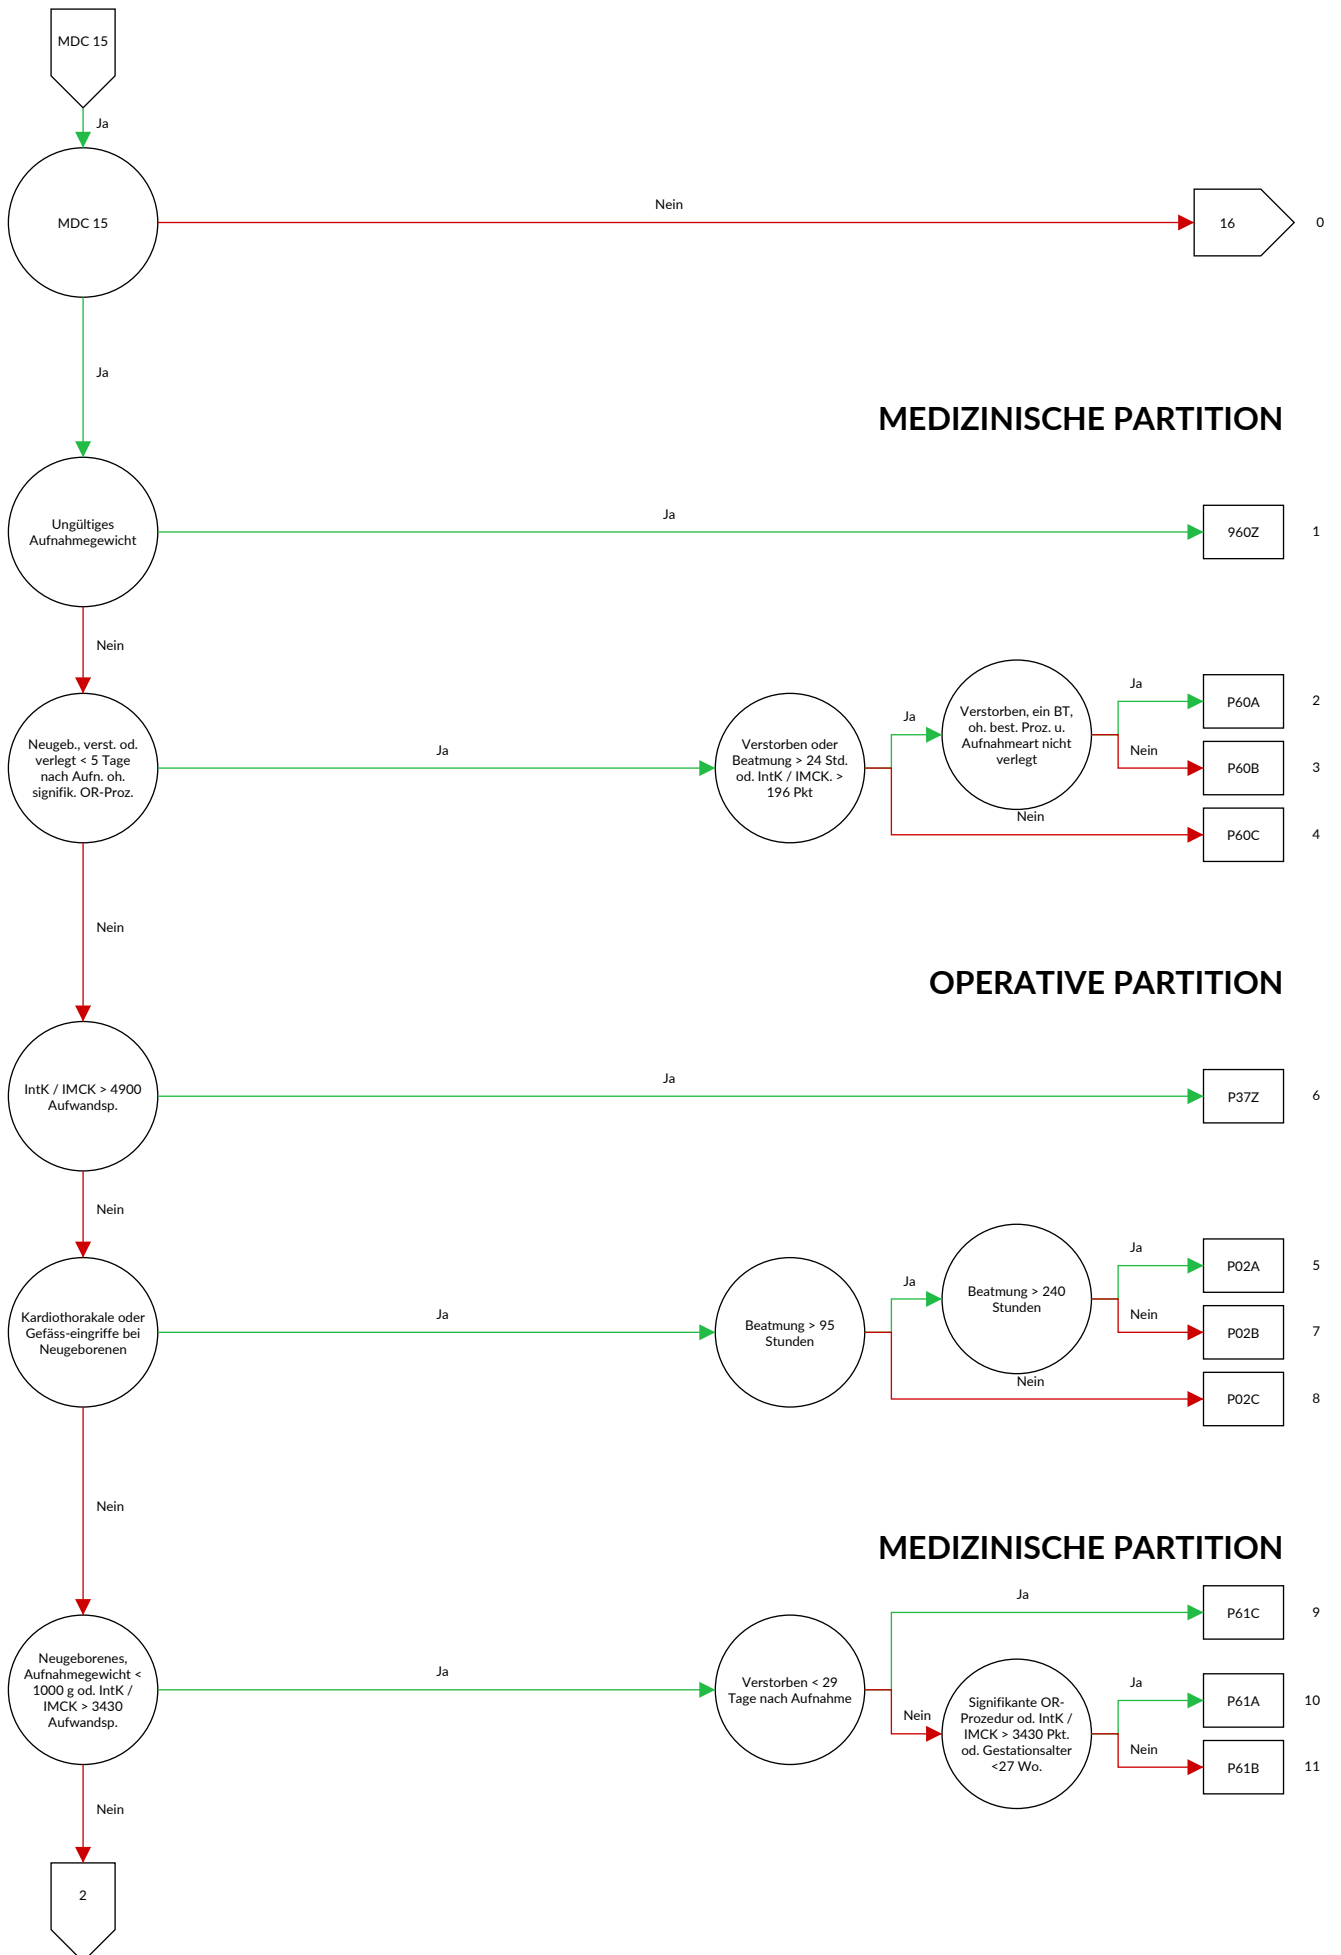 MDC 15
Ja
MDC 15
Nein
16
0
Ja
MEDIZINISCHE PARTITION
Ungültiges
Aufnahmegewicht
Ja
960Z
1
Nein
Neugeb., verst. od.
verlegt < 5 Tage
nach Aufn. oh.
signifik. OR-Proz.
Ja
Verstorben oder
Beatmung > 24 Std.
od. IntK / IMCK. >
196 Pkt
Ja
Verstorben, ein BT,
oh. best. Proz. u.
Aufnahmeart nicht
verlegt
Ja
P60A
2
Nein
P60B
3
Nein
P60C
4
Nein
OPERATIVE PARTITION
IntK / IMCK > 4900
Aufwandsp.
Ja
P37Z
6
Nein
Kardiothorakale oder
Gefäss-eingriffe bei
Neugeborenen
Ja
Beatmung > 95
Stunden
Ja
Beatmung > 240
Stunden
Ja
P02A
5
Nein
P02B
7
Nein
P02C
8
Nein
MEDIZINISCHE PARTITION
Neugeborenes,
Aufnahmegewicht <
1000 g od. IntK /
IMCK > 3430
Aufwandsp.
Ja
Verstorben < 29
Tage nach Aufnahme
Ja
P61C
9
Nein
Signifikante OR-
Prozedur od. IntK /
IMCK > 3430 Pkt.
od. Gestationsalter
<27 Wo.
Ja
P61A
10
Nein
P61B
11
Nein
2